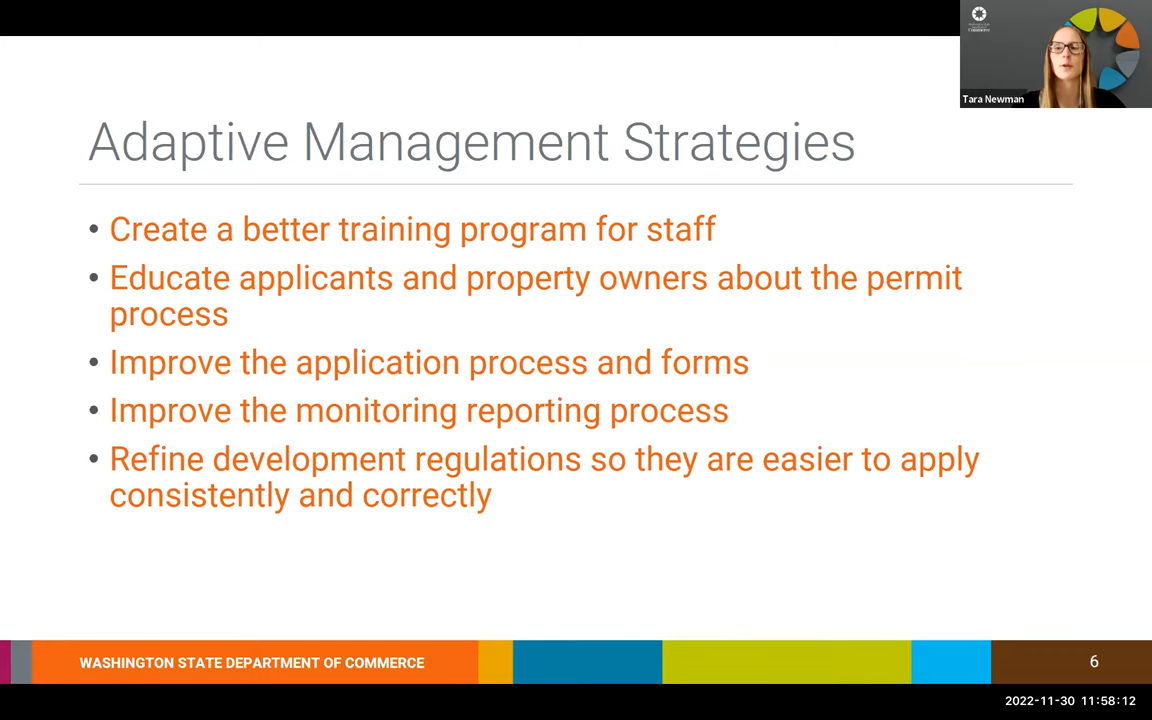 Commerce
Tara Newman
Adaptive Management Strategies
• Create a better training program for staff
• Educate applicants and property owners about the permit
process
• Improve the application process and forms
• Improve the monitoring reporting process
• Refine development regulations so they are easier to apply
consistently and correctly
WASHINGTON STATE DEPARTMENT OF COMMERCE
6
2022-11-30 11:58:12